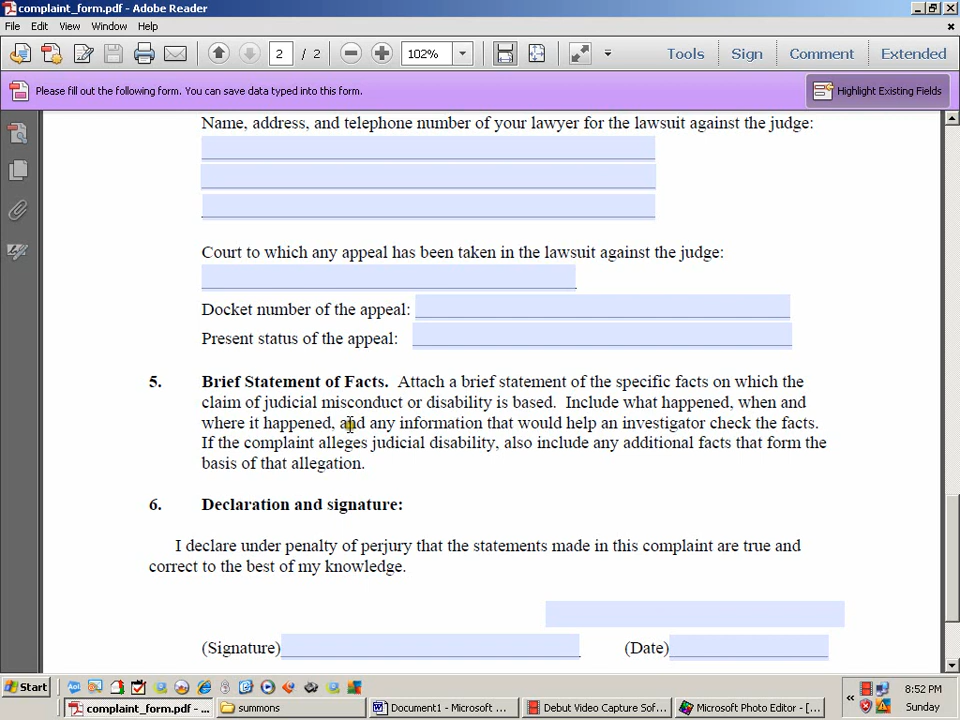 complaint_form.pdf - Adobe Reader
File Edit View Window Help
2 / 2 102% Tools Sign Comment Extended
Please fill out the following form. You can save data typed into this form. Highlight Existing Fields
Name, address, and telephone number of your lawyer for the lawsuit against the judge:
Court to which any appeal has been taken in the lawsuit against the judge:
Docket number of the appeal:
Present status of the appeal:
5. Brief Statement of Facts. Attach a brief statement of the specific facts on which the
claim of judicial misconduct or disability is based. Include what happened, when and
where it happened, and any information that would help an investigator check the facts.
If the complaint alleges judicial disability, also include any additional facts that form the
basis of that allegation.
6. Declaration and signature:
I declare under penalty of perjury that the statements made in this complaint are true and
correct to the best of my knowledge.
(Signature) (Date)
Start 8:52 PM
complaint_form.pdf - ... summons Document1 - Microsoft ... Debut Video Capture Sof... Microsoft Photo Editor - [... Sunday